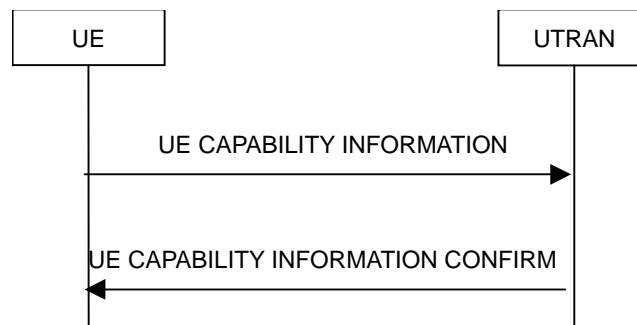 UE
UTRAN
UE CAPABILITY INFORMATION
UE CAPABILITY INFORMATION CONFIRM